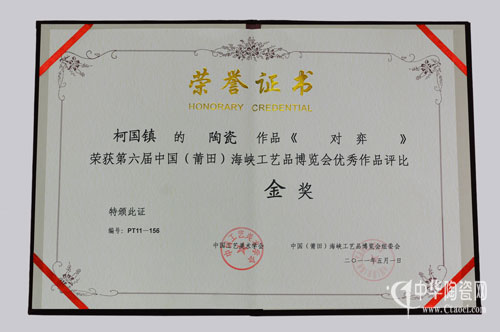 荣誉证书
HONORARY CREDENTIAL
柯国镇 的 陶瓷 作品《 对弈 》
荣获第六届中国（莆田）海峡工艺品博览会优秀作品评比
金奖
特颁此证
编号：PT11－156
中国工艺美术学会 中国（莆田）海峡工艺品博览会组委会
二〇一一年五月一日
中华陶瓷网
www.Ctaoci.com